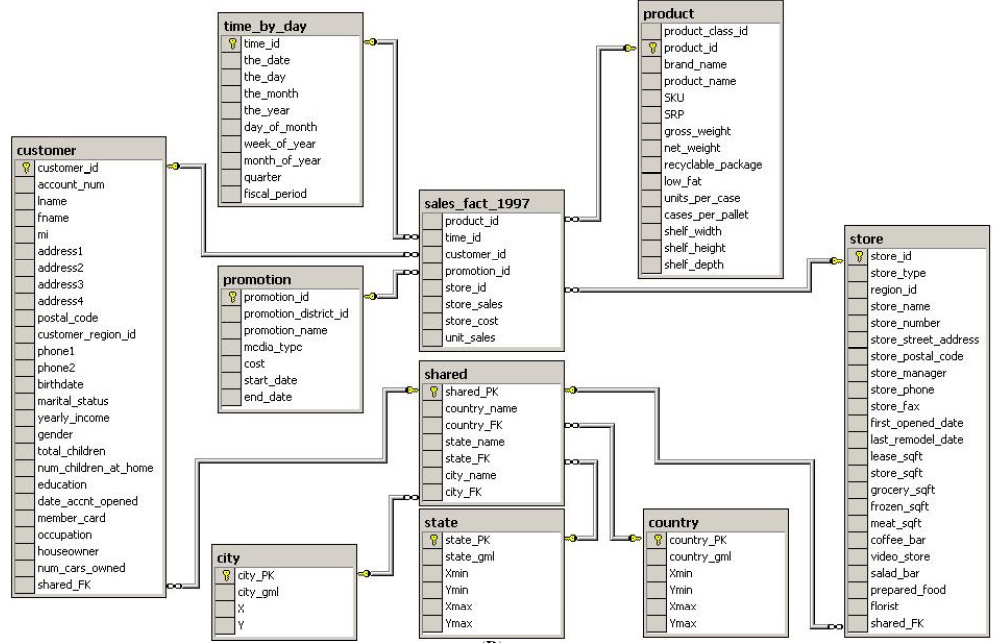 time_by_day
time_id
the_date
the_day
the_month
the_year
day_of_month
week_of_year
month_of_year
quarter
fiscal_period
product
product_class_id
product_id
brand_name
product_name
SKU
SRP
gross_weight
net_weight
recyclable_package
low_fat
units_per_case
cases_per_pallet
shelf_width
shelf_height
shelf_depth
customer
customer_id
account_num
lname
fname
mi
address1
address2
address3
address4
postal_code
customer_region_id
phone1
phone2
birthdate
marital_status
yearly_income
gender
total_children
num_children_at_home
education
date_accnt_opened
member_card
occupation
houseowner
num_cars_owned
shared_FK
sales_fact_1997
product_id
time_id
customer_id
promotion_id
store_id
store_sales
store_cost
unit_sales
promotion
promotion_id
promotion_district_id
promotion_name
media_type
cost
start_date
end_date
store
store_id
store_type
region_id
store_name
store_number
store_street_address
store_postal_code
store_manager
store_phone
store_fax
first_opened_date
last_remodel_date
lease_sqft
store_sqft
grocery_sqft
frozen_sqft
meat_sqft
coffee_bar
video_store
salad_bar
prepared_food
florist
shared_FK
shared
shared_PK
country_name
country_FK
state_name
state_FK
city_name
city_FK
city
city_PK
city_gml
X
Y
state
state_PK
state_gml
Xmin
Ymin
Xmax
Ymax
country
country_PK
country_gml
Xmin
Ymin
Xmax
Ymax